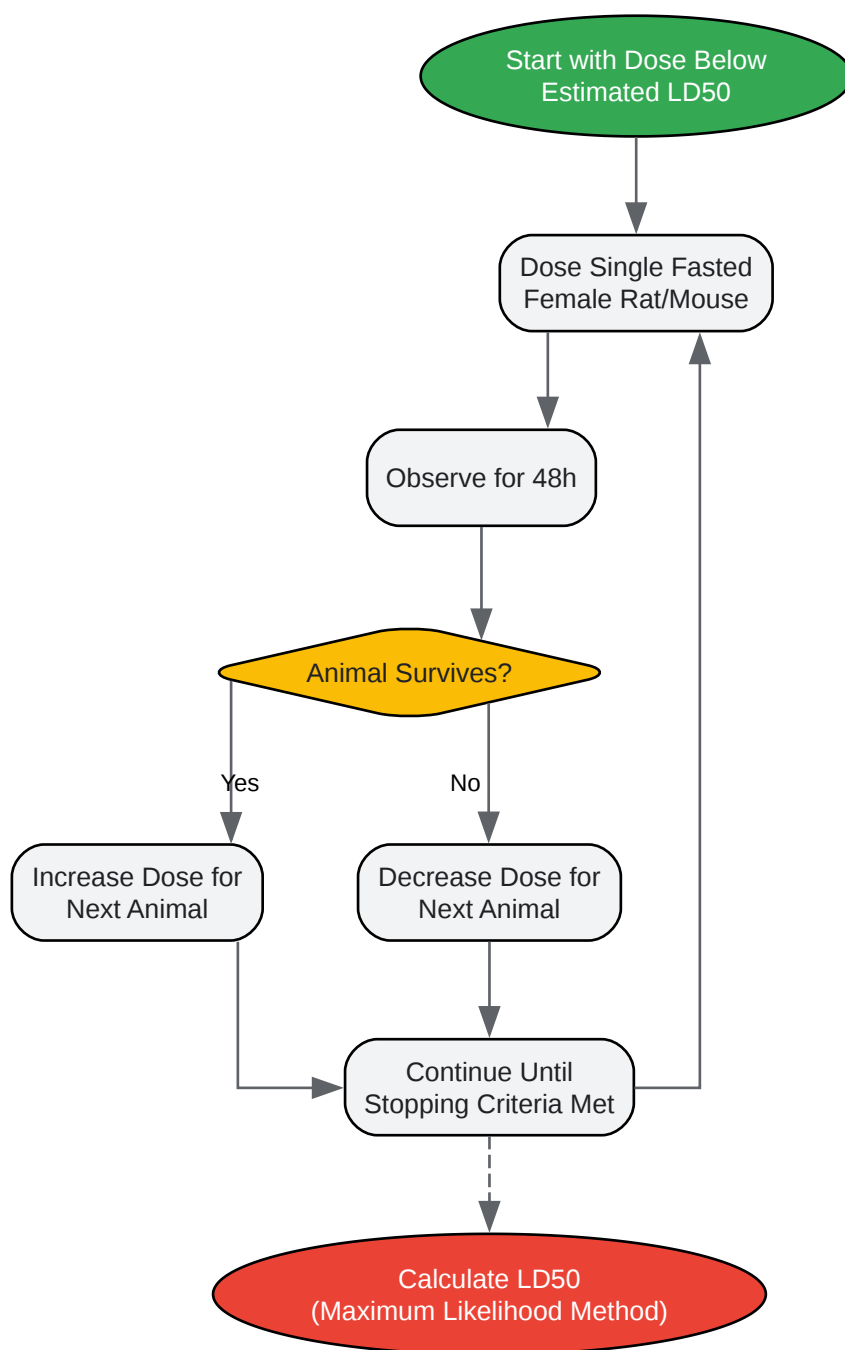 Start with Dose Below
Estimated LD50
Dose Single Fasted
Female Rat/Mouse
Observe for 48h
Animal Survives?
Yes
No
Increase Dose for
Next Animal
Decrease Dose for
Next Animal
Continue Until
Stopping Criteria Met
Calculate LD50
(Maximum Likelihood Method)